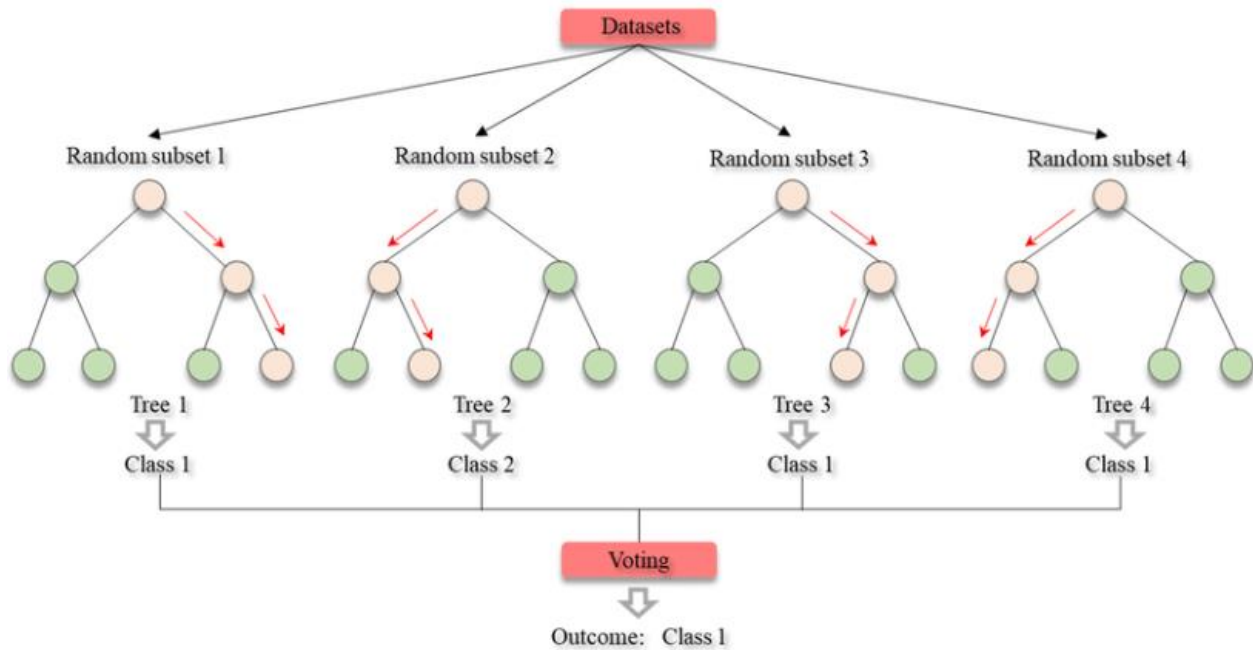 Datasets
Random subset 1
Random subset 2
Random subset 3
Random subset 4
Tree 1
Tree 2
Tree 3
Tree 4
Class 1
Class 2
Class 1
Class 1
Voting
Outcome: Class 1